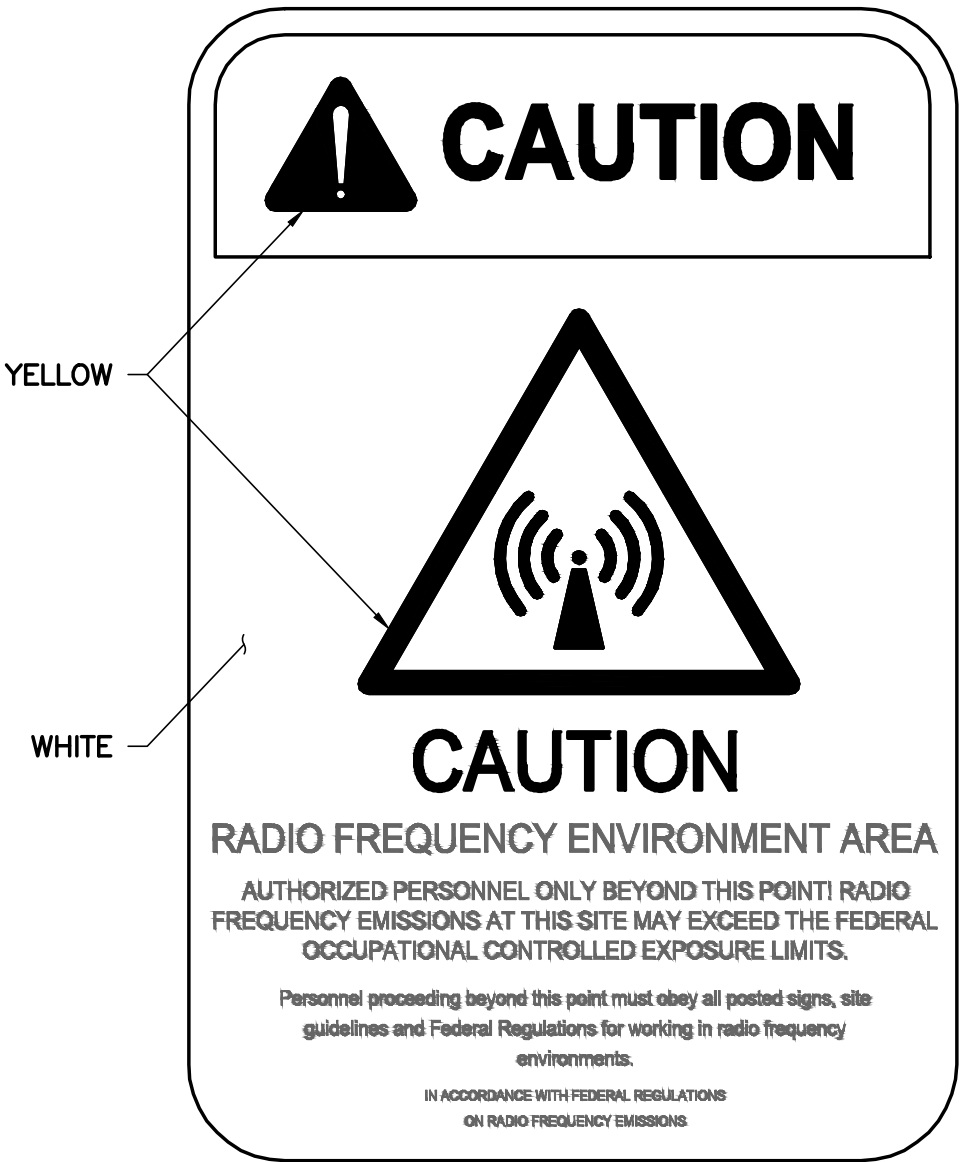 CAUTION
YELLOW
WHITE
CAUTION
RADIO FREQUENCY ENVIRONMENT AREA
AUTHORIZED PERSONNEL ONLY BEYOND THIS POINT! RADIO
FREQUENCY EMISSIONS AT THIS SITE MAY EXCEED THE FEDERAL
OCCUPATIONAL CONTROLLED EXPOSURE LIMITS.
Personnel proceeding beyond this point must obey all posted signs, site
guidelines and Federal Regulations for working in radio frequency
environments.
IN ACCORDANCE WITH FEDERAL REGULATIONS
ON RADIO FREQUENCY EMISSIONS